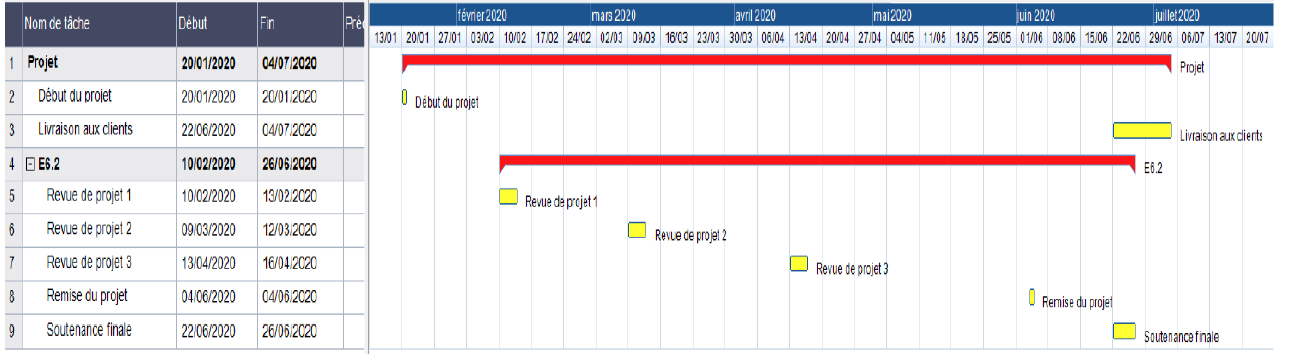 Nom de tâche Début Fin Préc
février 2020 mars 2020 avril 2020 mai 2020 juin 2020 juillet 2020
13/01 20/01 27/01 03/02 10/02 17/02 24/02 02/03 09/03 16/03 23/03 30/03 06/04 13/04 20/04 27/04 04/05 11/05 18/05 25/05 01/06 08/06 15/06 22/06 29/06 06/07 13/07 20/07
1 Projet 20/01/2020 04/07/2020 Projet
2 Début du projet 20/01/2020 20/01/2020 Début du projet
3 Livraison aux clients 22/06/2020 04/07/2020 Livraison aux clients
4 E6.2 10/02/2020 26/06/2020 E6.2
5 Revue de projet 1 10/02/2020 13/02/2020 Revue de projet 1
6 Revue de projet 2 09/03/2020 12/03/2020 Revue de projet 2
7 Revue de projet 3 13/04/2020 16/04/2020 Revue de projet 3
8 Remise du projet 04/06/2020 04/06/2020 Remise du projet
9 Soutenance finale 22/06/2020 26/06/2020 Soutenance finale